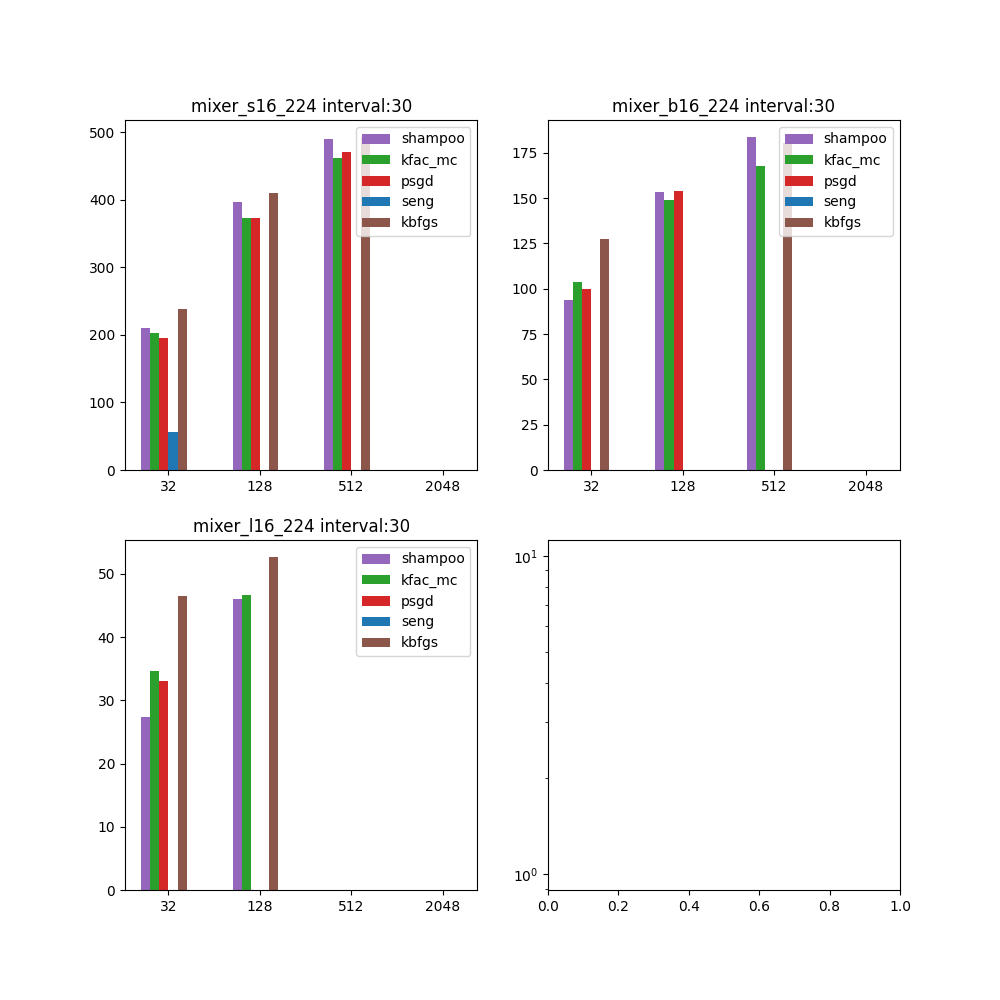 mixer_s16_224 interval:30
500
400
300
200
100
0
32 128 512 2048
shampoo
kfac_mc
psgd
seng
kbfgs
mixer_b16_224 interval:30
175
150
125
100
75
50
25
0
32 128 512 2048
shampoo
kfac_mc
psgd
seng
kbfgs
mixer_l16_224 interval:30
50
40
30
20
10
0
32 128 512 2048
shampoo
kfac_mc
psgd
seng
kbfgs
10¹
10⁰
0.0 0.2 0.4 0.6 0.8 1.0